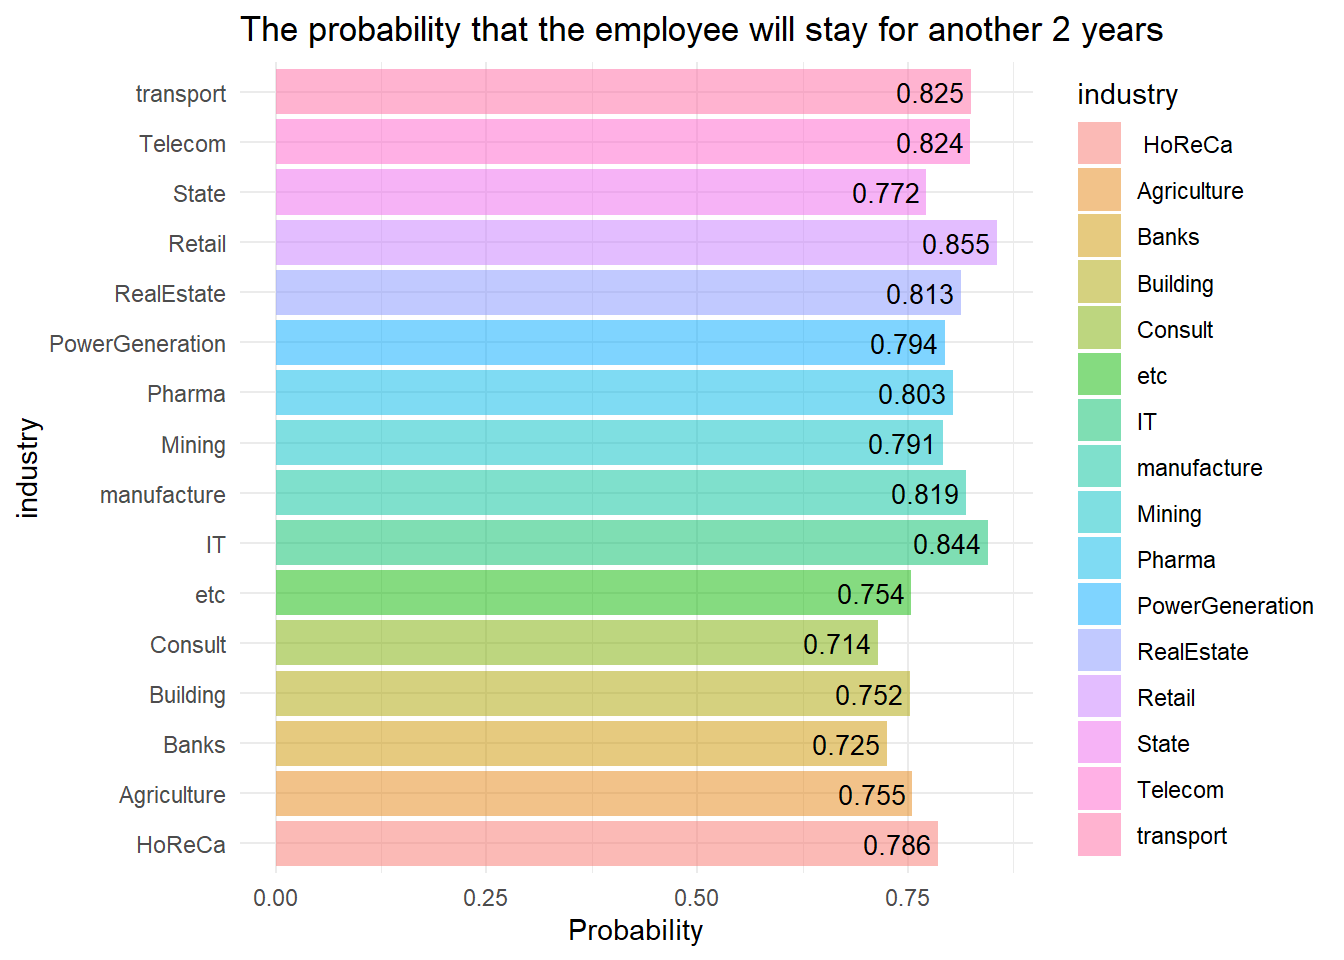 The probability that the employee will stay for another 2 years
industry
transport
Telecom
State
Retail
RealEstate
PowerGeneration
Pharma
Mining
manufacture
IT
etc
Consult
Building
Banks
Agriculture
HoReCa
0.825
0.824
0.772
0.855
0.813
0.794
0.803
0.791
0.819
0.844
0.754
0.714
0.752
0.725
0.755
0.786
0.00
0.25
0.50
0.75
Probability
industry
HoReCa
Agriculture
Banks
Building
Consult
etc
IT
manufacture
Mining
Pharma
PowerGeneration
RealEstate
Retail
State
Telecom
transport